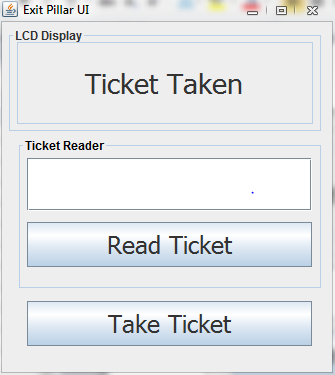 Exit Pillar UI
LCD Display
Ticket Taken
Ticket Reader
Read Ticket
Take Ticket